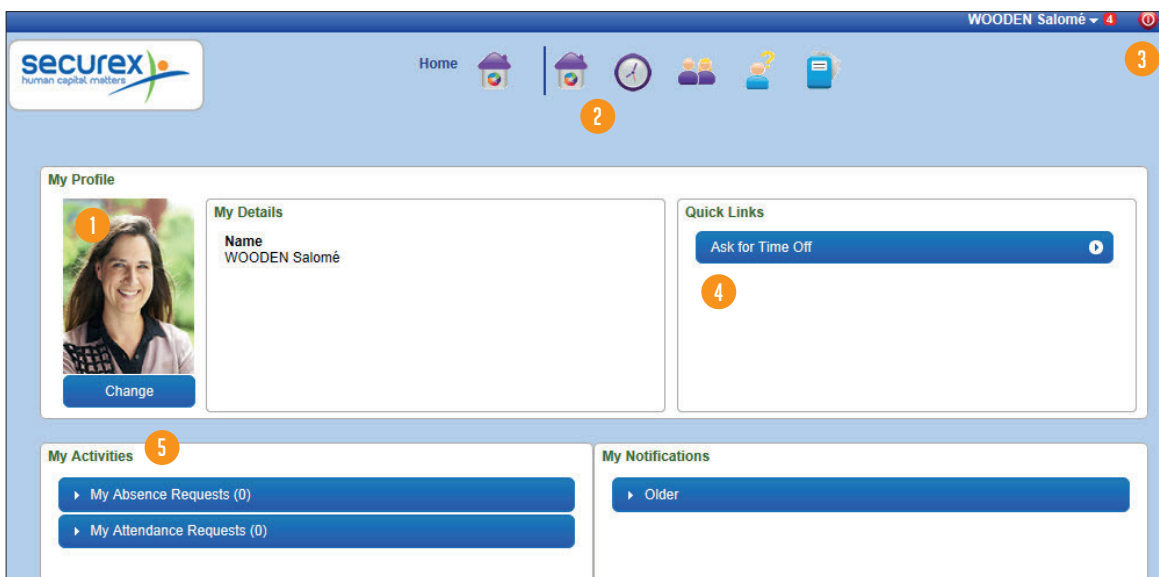 WOODEN Salomé 4
securex
human capital matters
Home
3
2
My Profile
1
My Details
Name
WOODEN Salomé
Change
Quick Links
Ask for Time Off
4
My Activities 5
My Absence Requests (0)
My Attendance Requests (0)
My Notifications
Older